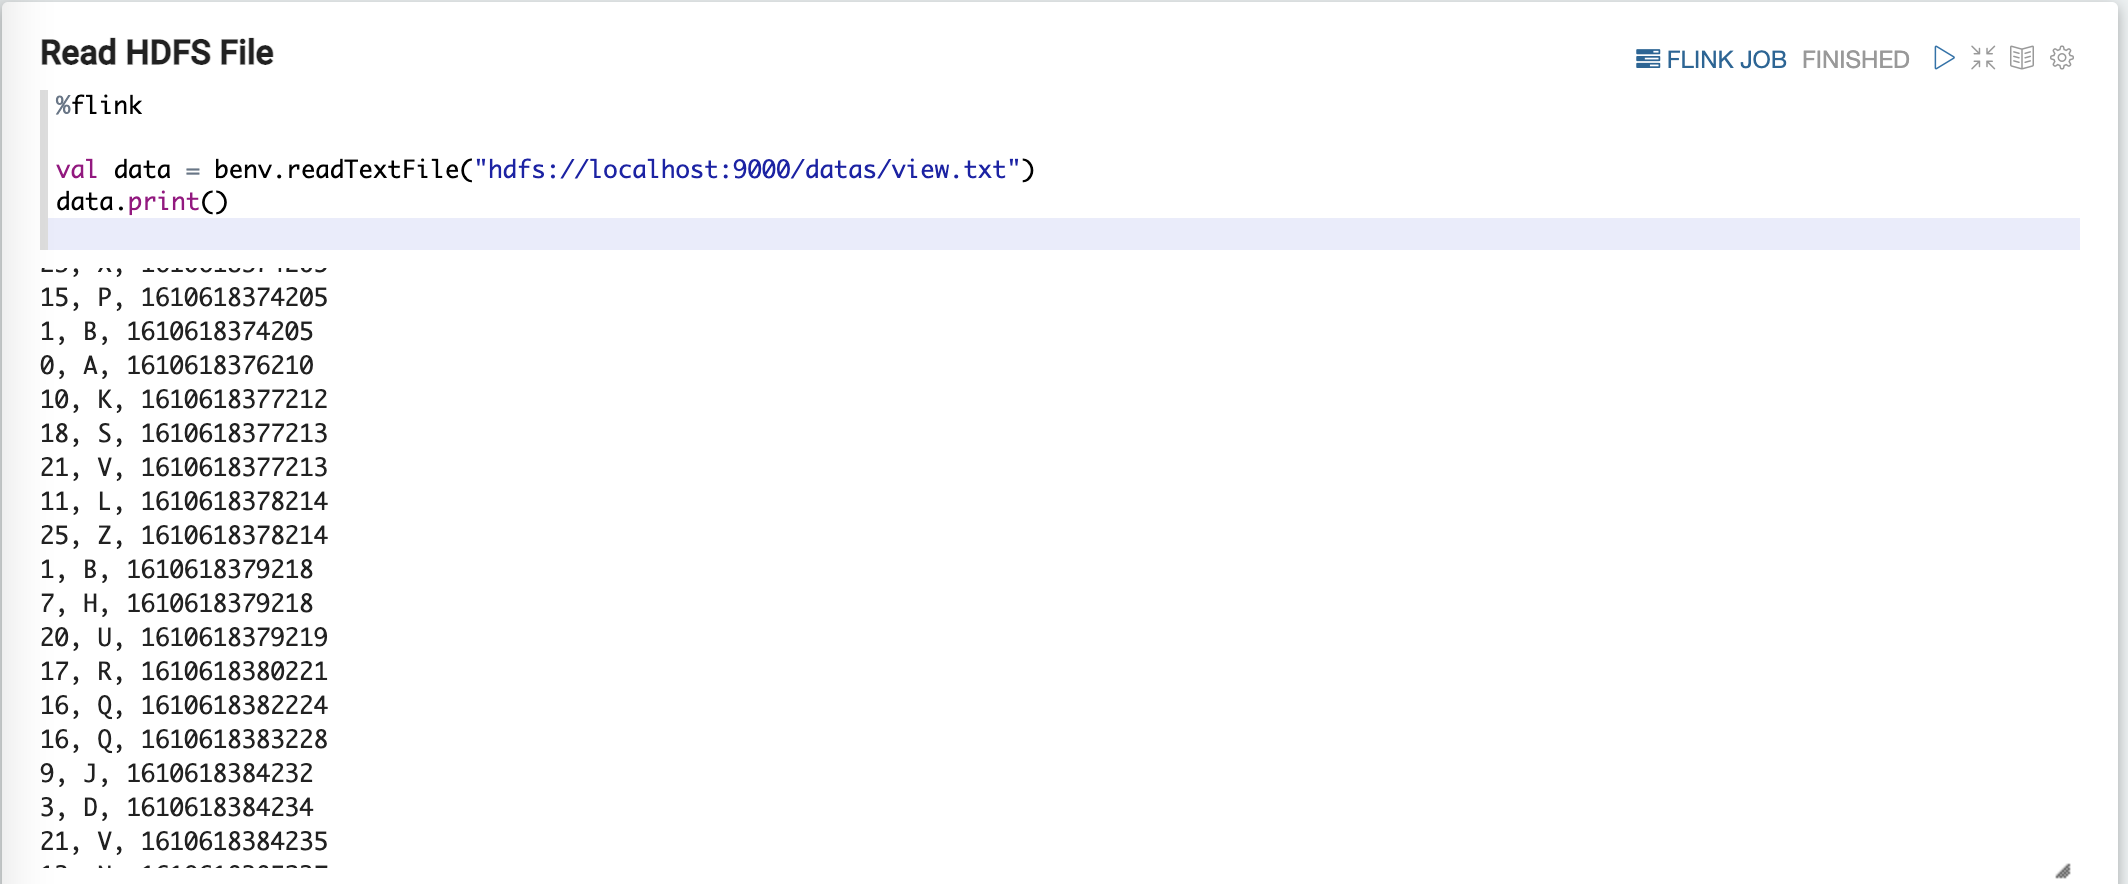 Read HDFS File
FLINK JOB FINISHED
%flink
val data = benv.readTextFile("hdfs://localhost:9000/datas/view.txt")
data.print()
15, P, 1610618374205
1, B, 1610618374205
0, A, 1610618376210
10, K, 1610618377212
18, S, 1610618377213
21, V, 1610618377213
11, L, 1610618378214
25, Z, 1610618378214
1, B, 1610618379218
7, H, 1610618379218
20, U, 1610618379219
17, R, 1610618380221
16, Q, 1610618382224
16, Q, 1610618383228
9, J, 1610618384232
3, D, 1610618384234
21, V, 1610618384235